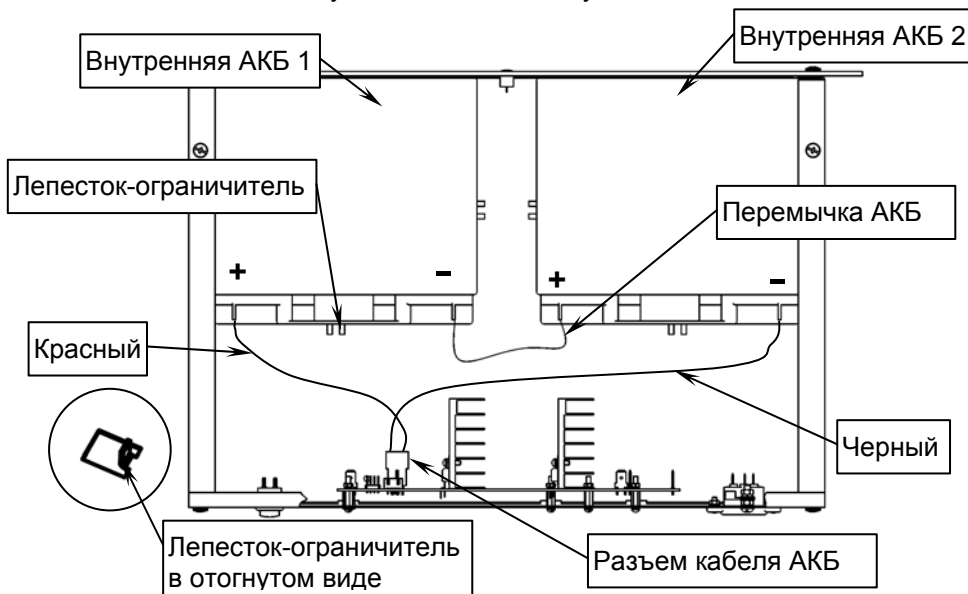 Внутренняя АКБ 1
Внутренняя АКБ 2
Лепесток-ограничитель
Перемычка АКБ
+ -
+ -
Красный
Черный
Лепесток-ограничитель
в отогнутом виде
Разъем кабеля АКБ